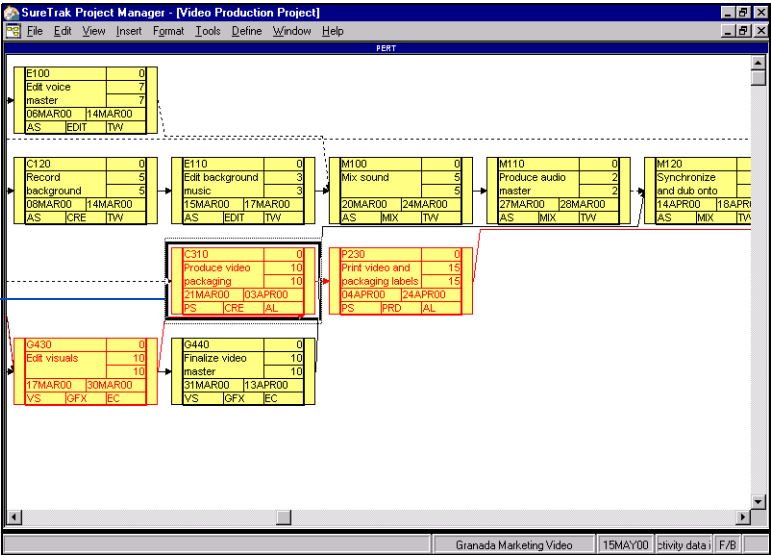 SureTrak Project Manager - [Video Production Project]
File Edit View Insert Format Tools Define Window Help
PERT
E100 0
Edit voice 7
master 7
06MAR00 14MAR00
AS EDIT TW
C120 0
Record 5
background 5
08MAR00 14MAR00
AS CRE TW
E110 0
Edit background 3
music 3
15MAR00 17MAR00
AS EDIT TW
M100 0
Mix sound 5
5
20MAR00 24MAR00
AS MIX TW
M110 0
Produce audio 2
master 2
27MAR00 28MAR00
AS MIX TW
M120
Synchronize
and dub onto
14APR00 18APR
AS MIX TW
C310 0
Produce video 10
packaging 10
21MAR00 03APR00
PS CRE AL
P230 0
Print video and 15
packaging labels 15
04APR00 24APR00
PS PRD AL
G430 0
Edit visuals 10
10
17MAR00 30MAR00
VS GFX EC
G440 0
Finalize video 10
master 10
31MAR00 13APR00
VS GFX EC
Granada Marketing Video 15MAY00 ctivity data i F/B